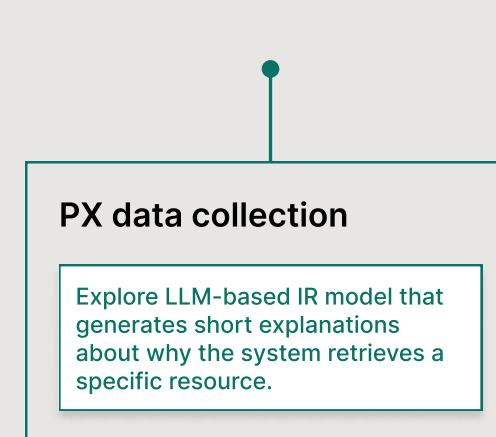 PX data collection
Explore LLM-based IR model that
generates short explanations
about why the system retrieves a
specific resource.